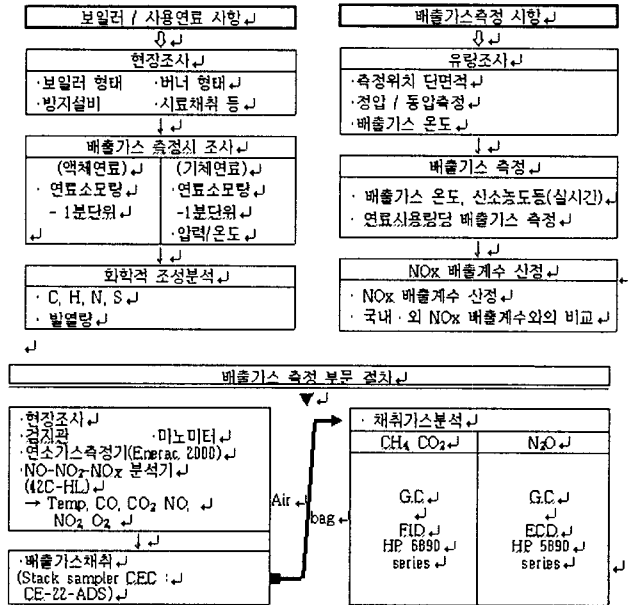 보일러 / 사용연료 사항
현장조사
·보일러 형태 ·버너 형태
·방지설비 ·시료채취 등
배출가스 측정시 조사
(액체연료)
· 연료소모량
- 1분단위
(기체연료)
·연료소모량
-1분단위
·압력/온도
화학적 조성분석
· C, H, N, S
· 발열량
배출가스측정 시항
유량조사
·측정위치 단면적
·정압 / 동압측정
·배출가스 온도
배출가스 측정
· 배출가스 온도, 산소농도등(실시간)
· 연료사용량당 배출가스 측정
NOx 배출계수 산정
· NOx 배출계수 산정
· 국내 · 외 NOx 배출계수와의 비교
배출가스 측정 부문 절차
·현장조사
·검지관 ·마노미터
·연소가스측정기(Enerac 2000)
·NO-NO₂-NOx 분석기
(42C-HL)
→ Temp, CO, CO₂ NO,
NO₂ O₂
·배출가스채취
(Stack sampler C.E.C :
CE-22-ADS)
Air
bag
· 채취가스분석
CH₄ CO₂
G.C
FID
HP 6890
series
N₂O
G.C
ECD
HP 5890
series